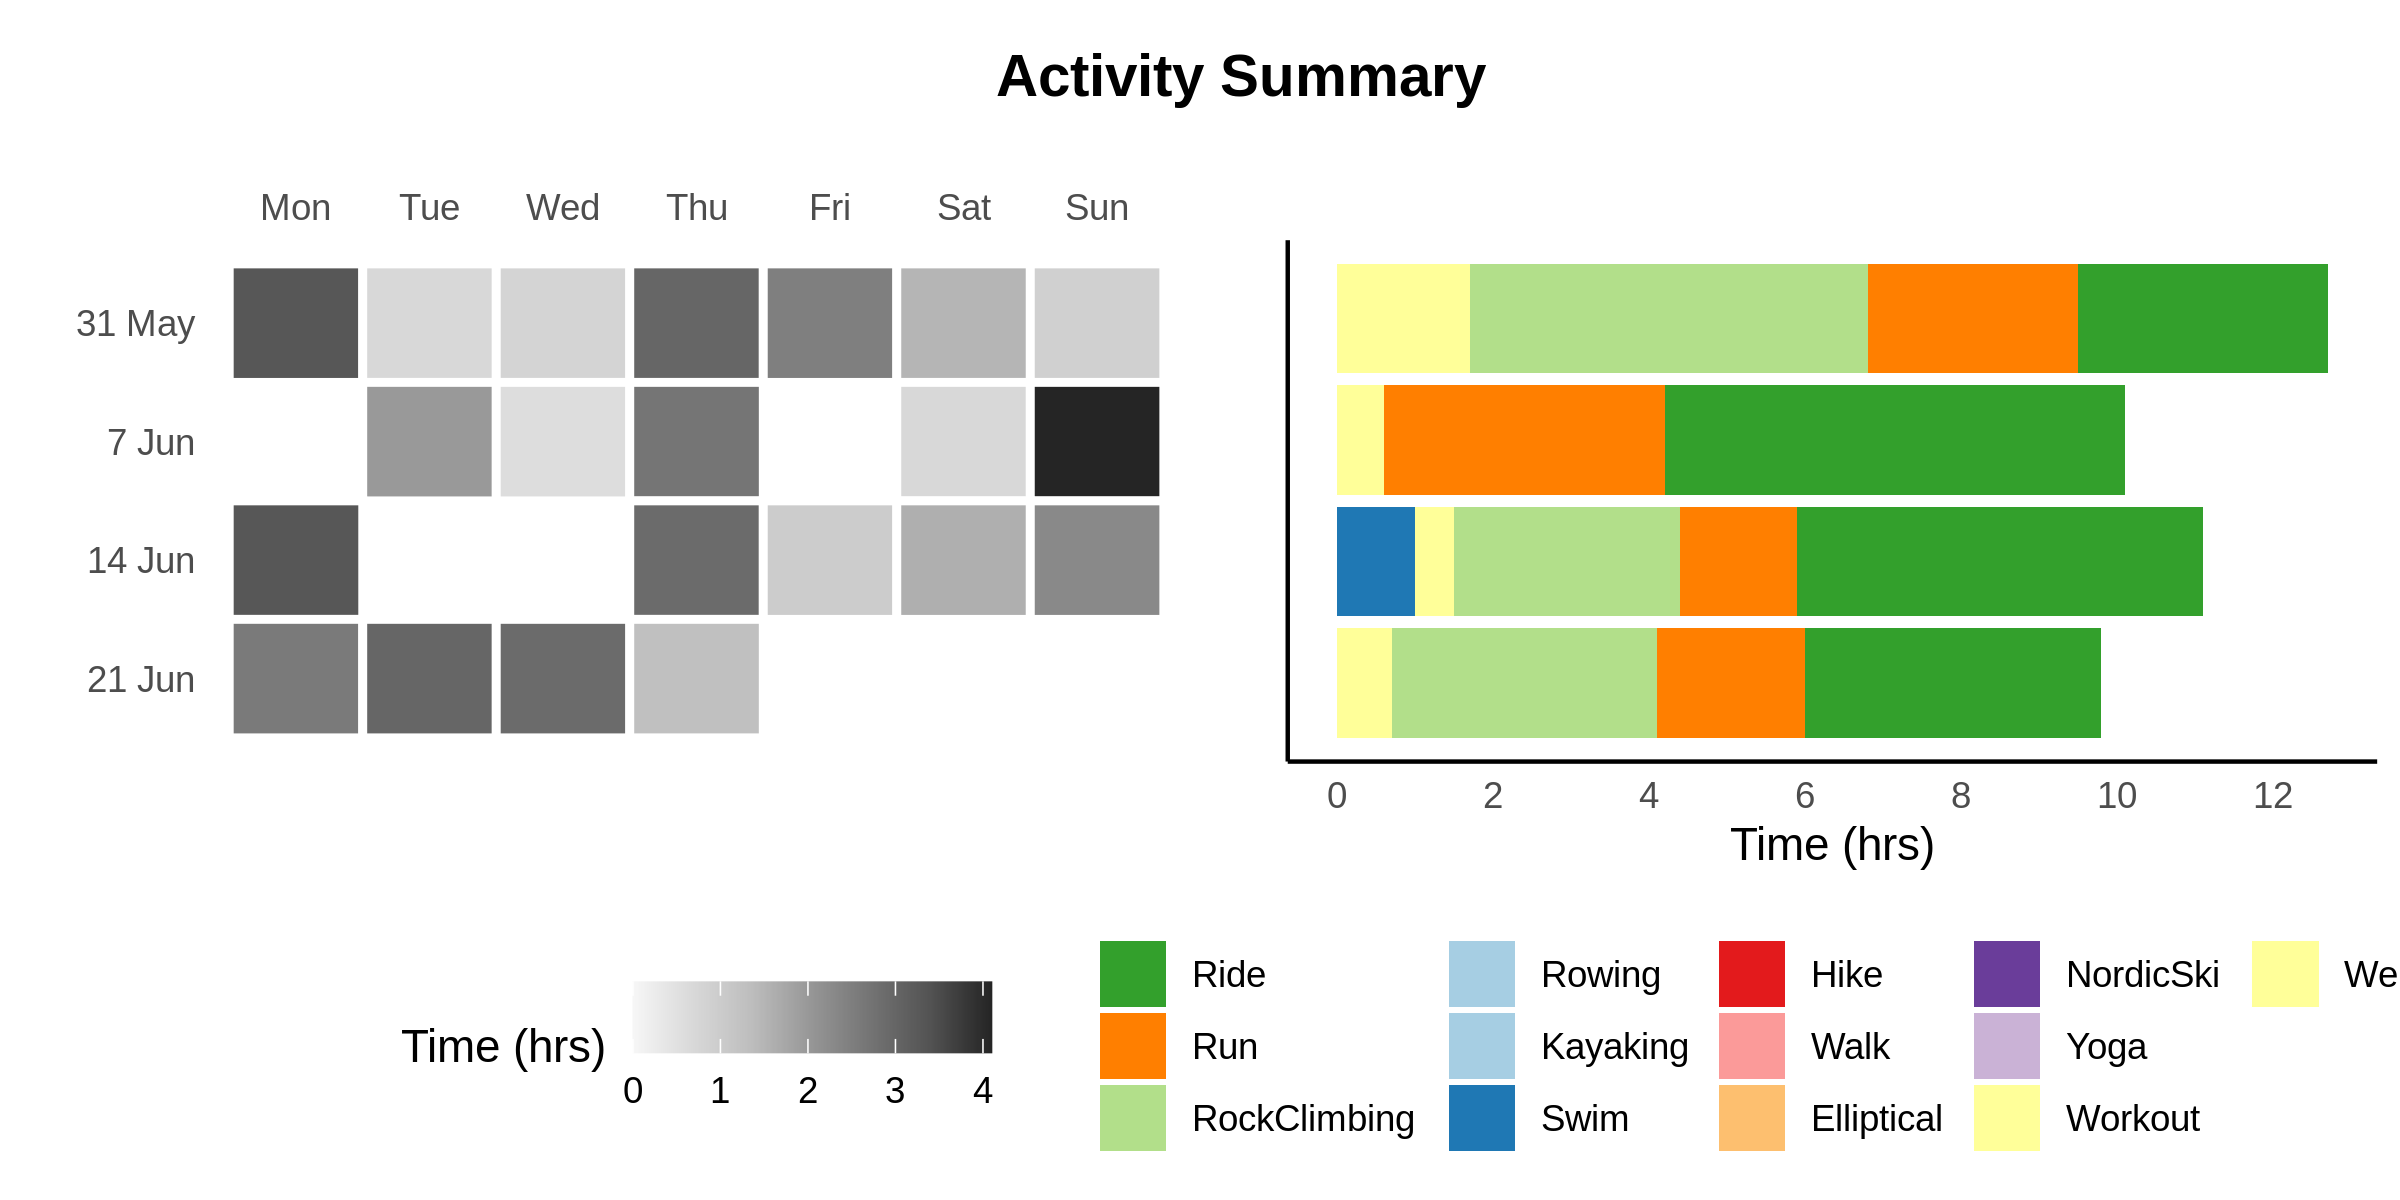 Activity Summary
Mon Tue Wed Thu Fri Sat Sun
31 May
7 Jun
14 Jun
21 Jun
0 2 4 6 8 10 12
Time (hrs)
Time (hrs)
0 1 2 3 4
Ride Rowing Hike NordicSki We
Run Kayaking Walk Yoga
RockClimbing Swim Elliptical Workout